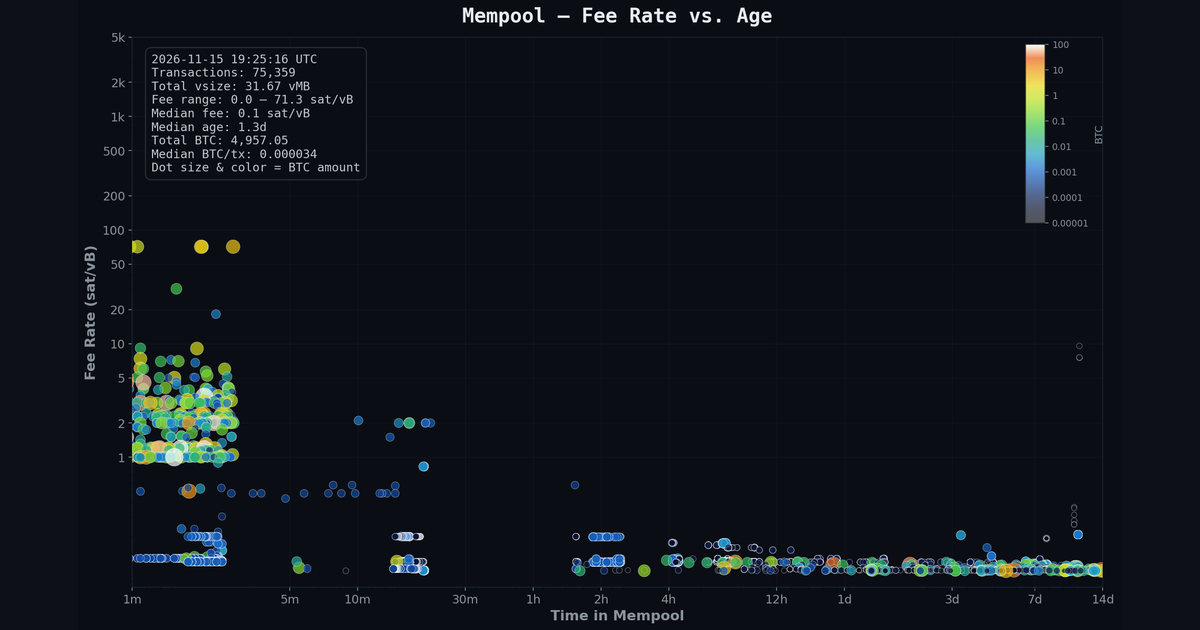 Mempool — Fee Rate vs. Age
2026-11-15 19:25:16 UTC
Transactions: 75,359
Total vsize: 31.67 vMB
Fee range: 0.0 – 71.3 sat/vB
Median fee: 0.1 sat/vB
Median age: 1.3d
Total BTC: 4,957.05
Median BTC/tx: 0.000034
Dot size & color = BTC amount
100
10
1
0.1
0.01
0.001
0.0001
0.00001
BTC
5k
2k
1k
500
200
100
50
20
10
5
2
1
Fee Rate (sat/vB)
1m
5m
10m
30m
1h
2h
4h
12h
1d
3d
7d
14d
Time in Mempool